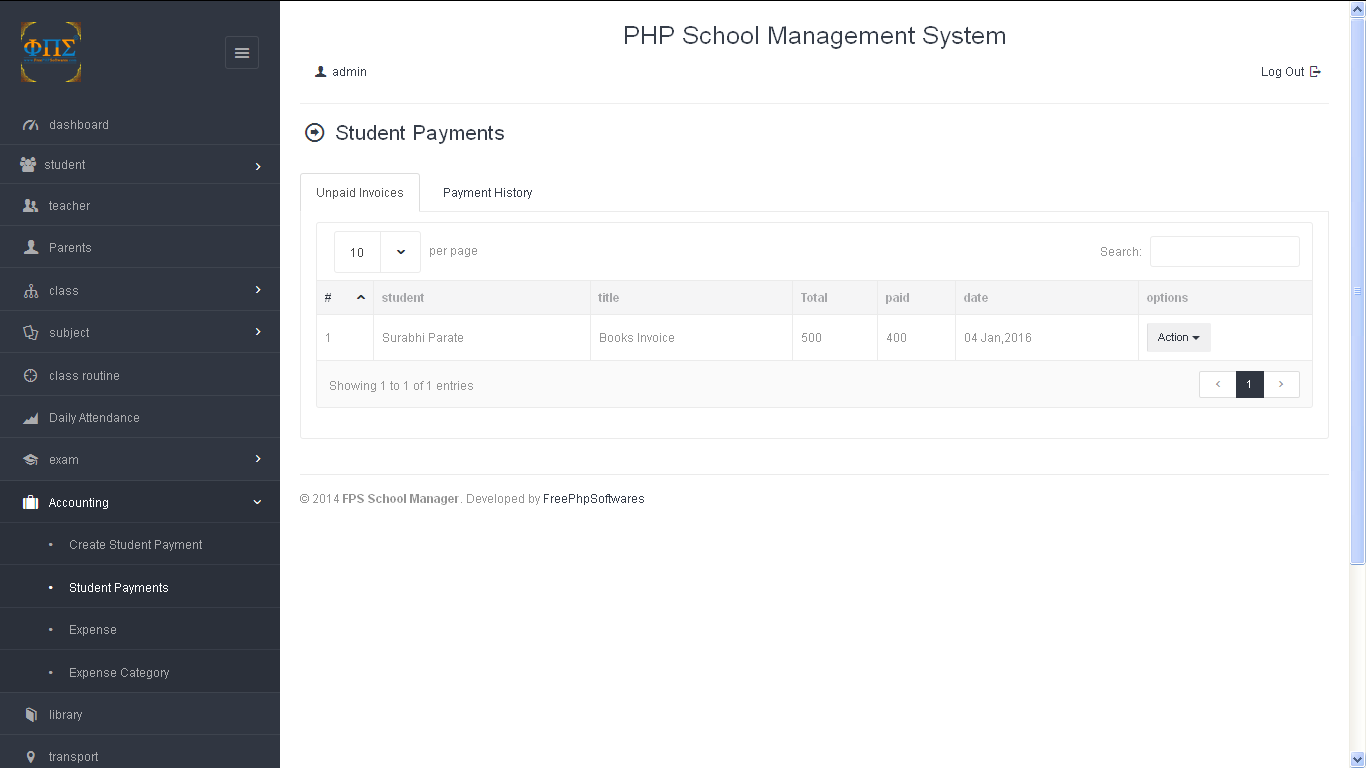 ΦΠΣ
PHP School Management System
admin
Log Out
dashboard
student
teacher
Parents
class
subject
class routine
Daily Attendance
exam
Accounting
• Create Student Payment
• Student Payments
• Expense
• Expense Category
library
transport
Student Payments
Unpaid Invoices Payment History
10 per page Search:
# student title Total paid date options
1 Surabhi Parate Books Invoice 500 400 04 Jan,2016 Action
Showing 1 to 1 of 1 entries
1
© 2014 FPS School Manager. Developed by FreePhpSoftwares